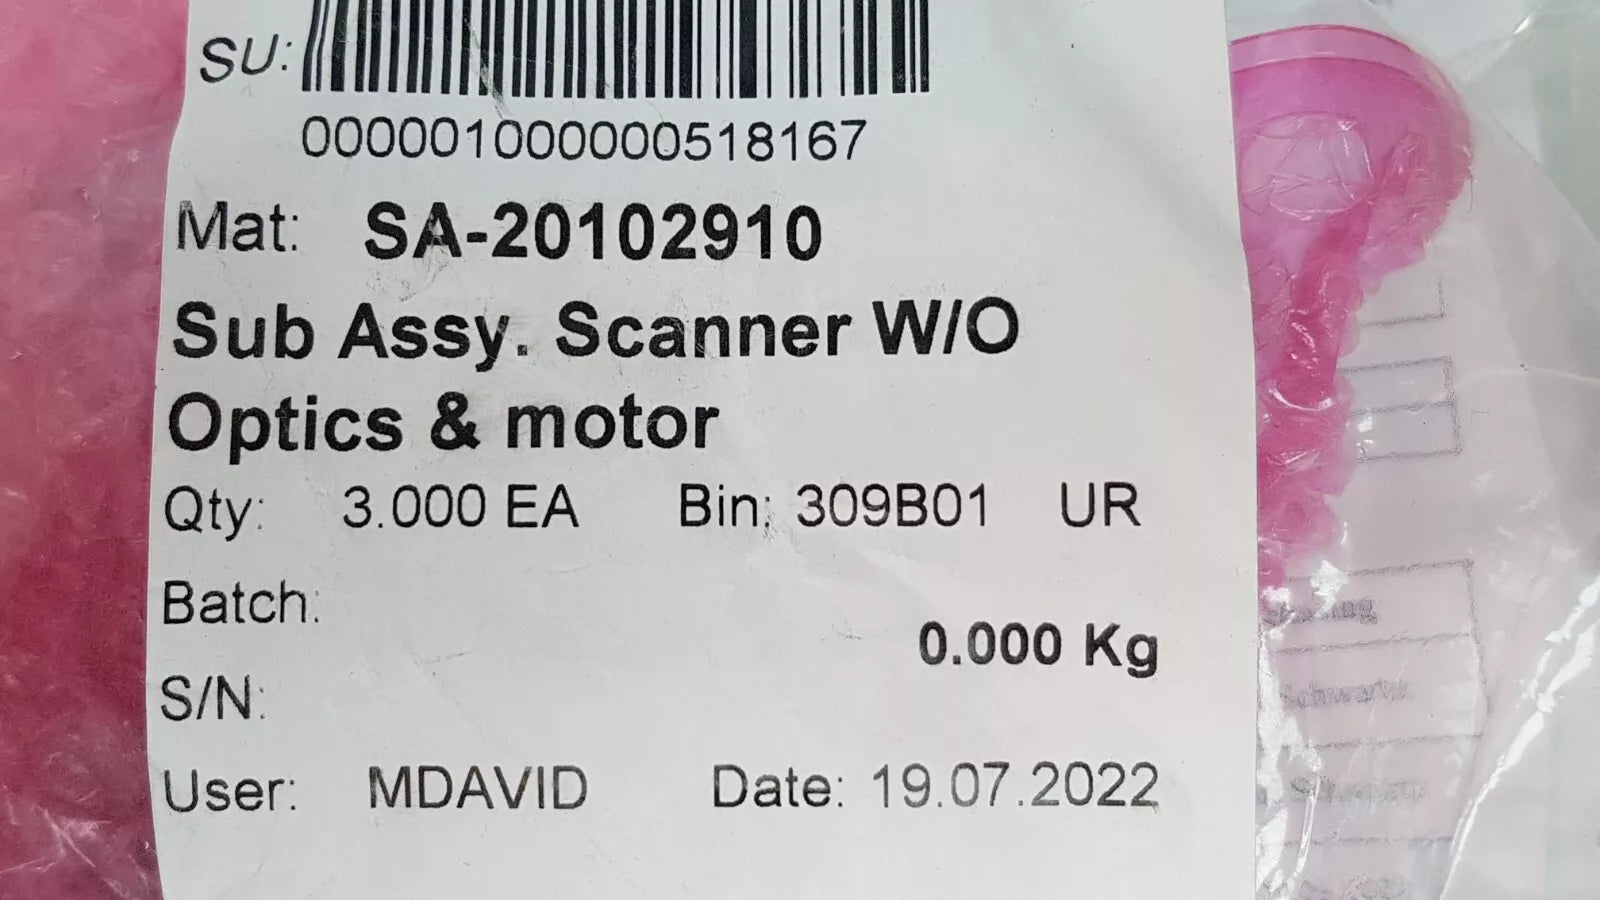 SU:
00000100000000518167
Mat: SA-20102910
Sub Assy. Scanner W/O
Optics & motor
Qty: 3.000 EA Bin: 309B01 UR
Batch:
0.000 Kg
S/N:
User: MDAVID Date: 19.07.2022